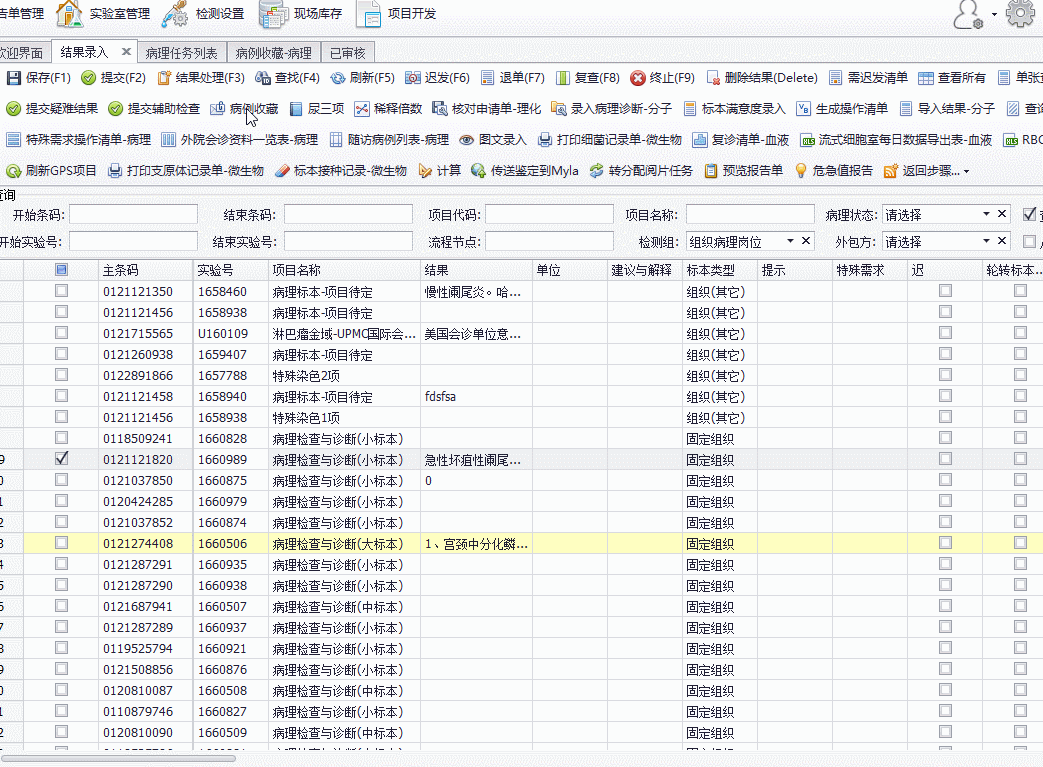 告单管理 实验室管理 检测设置 现场库存 项目开发
欢迎界面 结果录入 病理任务列表 病例收藏-病理 已审核
保存(F1) 提交(F2) 结果处理(F3) 查找(F4) 刷新(F5) 迟发(F6) 退单(F7) 复查(F8) 终止(F9) 删除结果(Delete) 需迟发清单 查看所有 单张
提交疑难结果 提交辅助检查 病例收藏 尿三项 稀释倍数 核对申请单-理化 录入病理诊断-分子 标本满意度录入 生成操作清单 导入结果-分子
特殊需求操作清单-病理 外院会诊资料一览表-病理 随访病例列表-病理 图文录入 打印细菌记录单-微生物 复诊清单-血液 流式细胞室每日数据导出表-血液 RBC
刷新GPS项目 打印支原体记录单-微生物 标本接种记录-微生物 计算 传送鉴定到Myla 转分配阅片任务 预览报告单 危急值报告 返回步骤...
查询
开始条码: 结束条码: 项目代码: 项目名称: 病理状态: 请选择
开始实验号: 结束实验号: 流程节点: 检测组: 组织病理岗位 外包方: 请选择
主条码 实验号 项目名称 结果 单位 建议与解释 标本类型 提示 特殊需求 迟 轮转标本...
0121121350 1658460 病理标本-项目待定 慢性阑尾炎。哈... 组织(其它)
0121121456 1658938 病理标本-项目待定 组织(其它)
0121715565 U160109 淋巴瘤金域-UPMC国际会... 美国会诊单位意... 组织(其它)
0121260938 1659407 病理标本-项目待定 组织(其它)
0122891866 1657788 特殊染色2项 组织(其它)
0121121458 1658940 病理标本-项目待定 fdsfsa 组织(其它)
0121121456 1658938 特殊染色1项 组织(其它)
0118509241 1660828 病理检查与诊断(小标本) 固定组织
0121121820 1660989 病理检查与诊断(小标本) 急性坏疽性阑尾... 固定组织
0121037850 1660875 病理检查与诊断(小标本) 0 固定组织
0120424285 1660979 病理检查与诊断(小标本) 固定组织
0121037852 1660874 病理检查与诊断(小标本) 固定组织
0121274408 1660506 病理检查与诊断(大标本) 1、宫颈中分化鳞... 固定组织
0121287291 1660935 病理检查与诊断(小标本) 固定组织
0121287290 1660938 病理检查与诊断(小标本) 固定组织
0121687941 1660507 病理检查与诊断(中标本) 固定组织
0121287289 1660937 病理检查与诊断(小标本) 固定组织
0119525794 1660921 病理检查与诊断(小标本) 固定组织
0121508856 1660876 病理检查与诊断(小标本) 固定组织
0120810087 1660508 病理检查与诊断(中标本) 固定组织
0110879746 1660827 病理检查与诊断(小标本) 固定组织
0120810090 1660509 病理检查与诊断(中标本) 固定组织